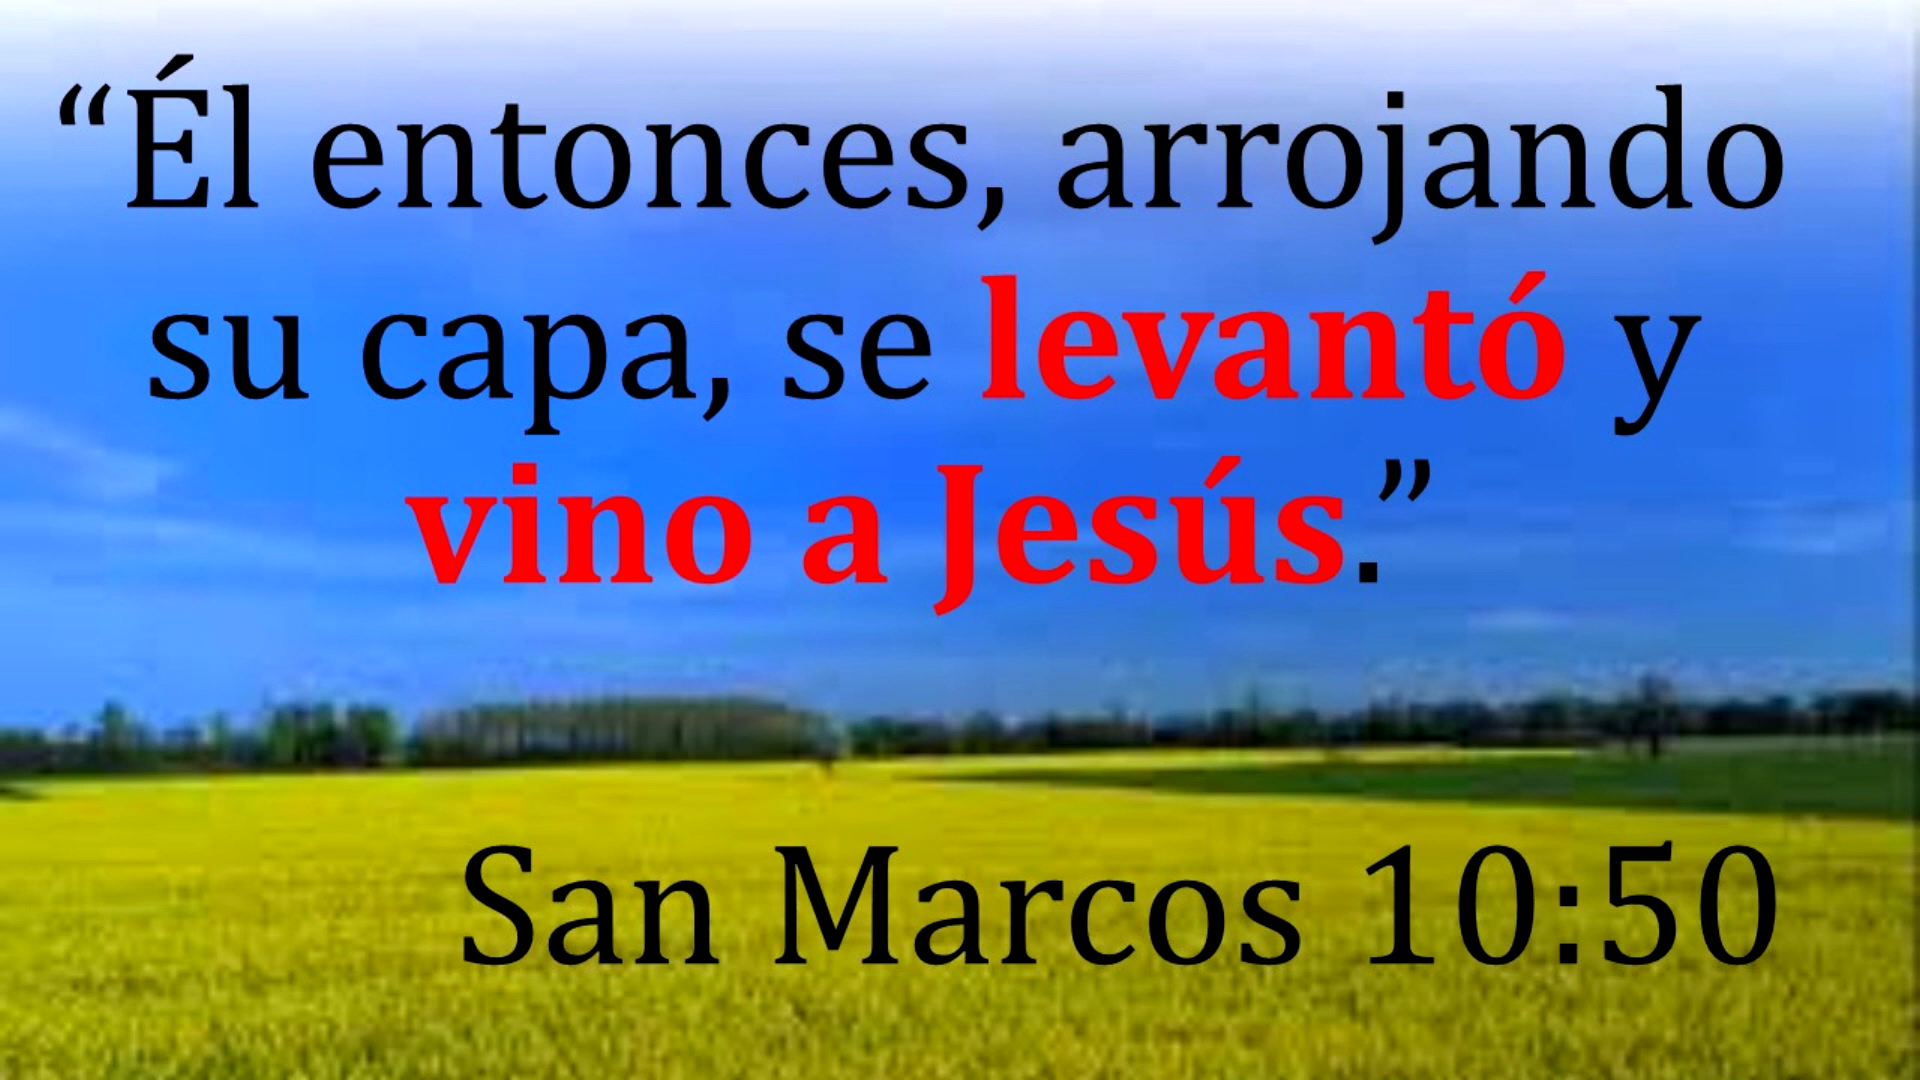 “Él entonces, arrojando
su capa, se levantó y
vino a Jesús.”
San Marcos 10:50